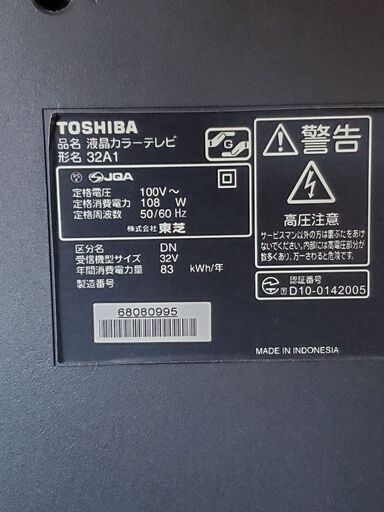 TOSHIBA
品名 液晶カラーテレビ
形名 32A1
G
JQA
定格電圧 100V～
定格消費電力 108 W
定格周波数 50/60 Hz
株式会社 東芝
区分名 DN
受信機型サイズ 32V
年間消費電力量 83 kWh/年
製造番号
68080995
警告
高圧注意
サービスマン以外の方は裏ぶたをあけ
ないでください。内部には高電圧部分が
数多くあり、万一さわると危険です。
認証番号
D10-0142005
MADE IN INDONESIA